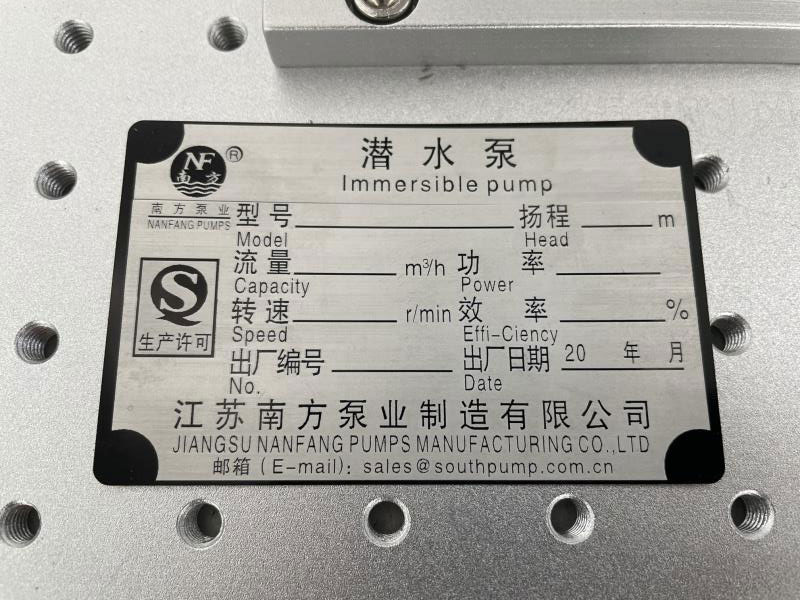 NF
南方
®
潜水泵
Immersible pump
南方泵业
NANFANG PUMPS
型号 扬程 m
Model Head
流量 m³/h 功率
Capacity Power
转速 r/min 效率 %
Speed Effi-Ciency
生产许可
出厂编号 出厂日期 20 年 月
No. Date
江苏南方泵业制造有限公司
JIANGSU NANFANG PUMPS MANUFACTURING CO.,LTD
邮箱(E-mail): sales@southpump.com.cn